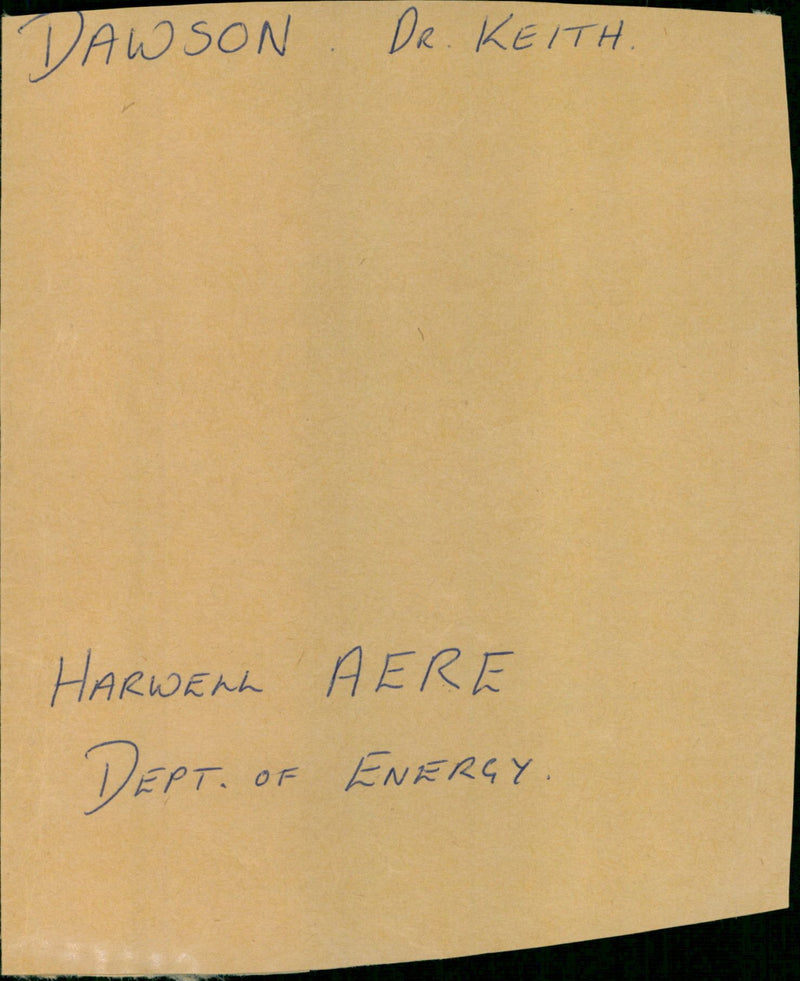 DAWSON. DR. KEITH.
HARWELL AERE
DEPT. OF ENERGY.